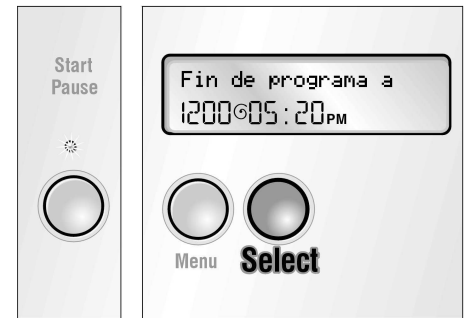 Start
Pause
Fin de programa a
1200 05:20PM
Menu
Select